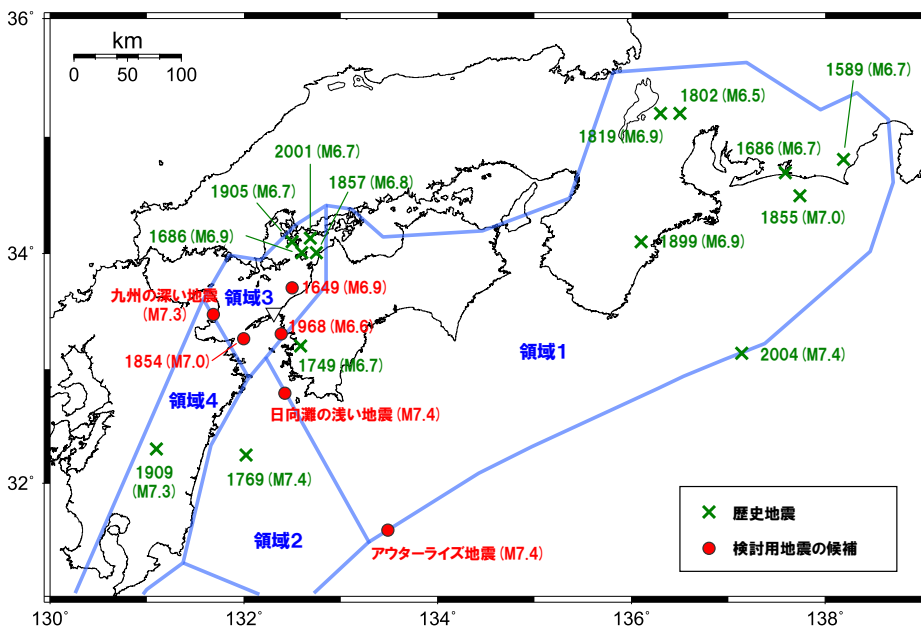 36°
km
0 50 100
1589 (M6.7)
1802 (M6.5)
1819 (M6.9)
1686 (M6.7)
2001 (M6.7)
1857 (M6.8)
1905 (M6.7)
1855 (M7.0)
1686 (M6.9)
34°
1899 (M6.9)
九州の深い地震
(M7.3)
領域3
1649 (M6.9)
1968 (M6.6)
1854 (M7.0)
1749 (M6.7)
領域1
2004 (M7.4)
領域4
日向灘の浅い地震 (M7.4)
1909
(M7.3)
1769 (M7.4)
32°
領域2
アウターライズ地震 (M7.4)
歴史地震
検討用地震の候補
130° 132° 134° 136° 138°